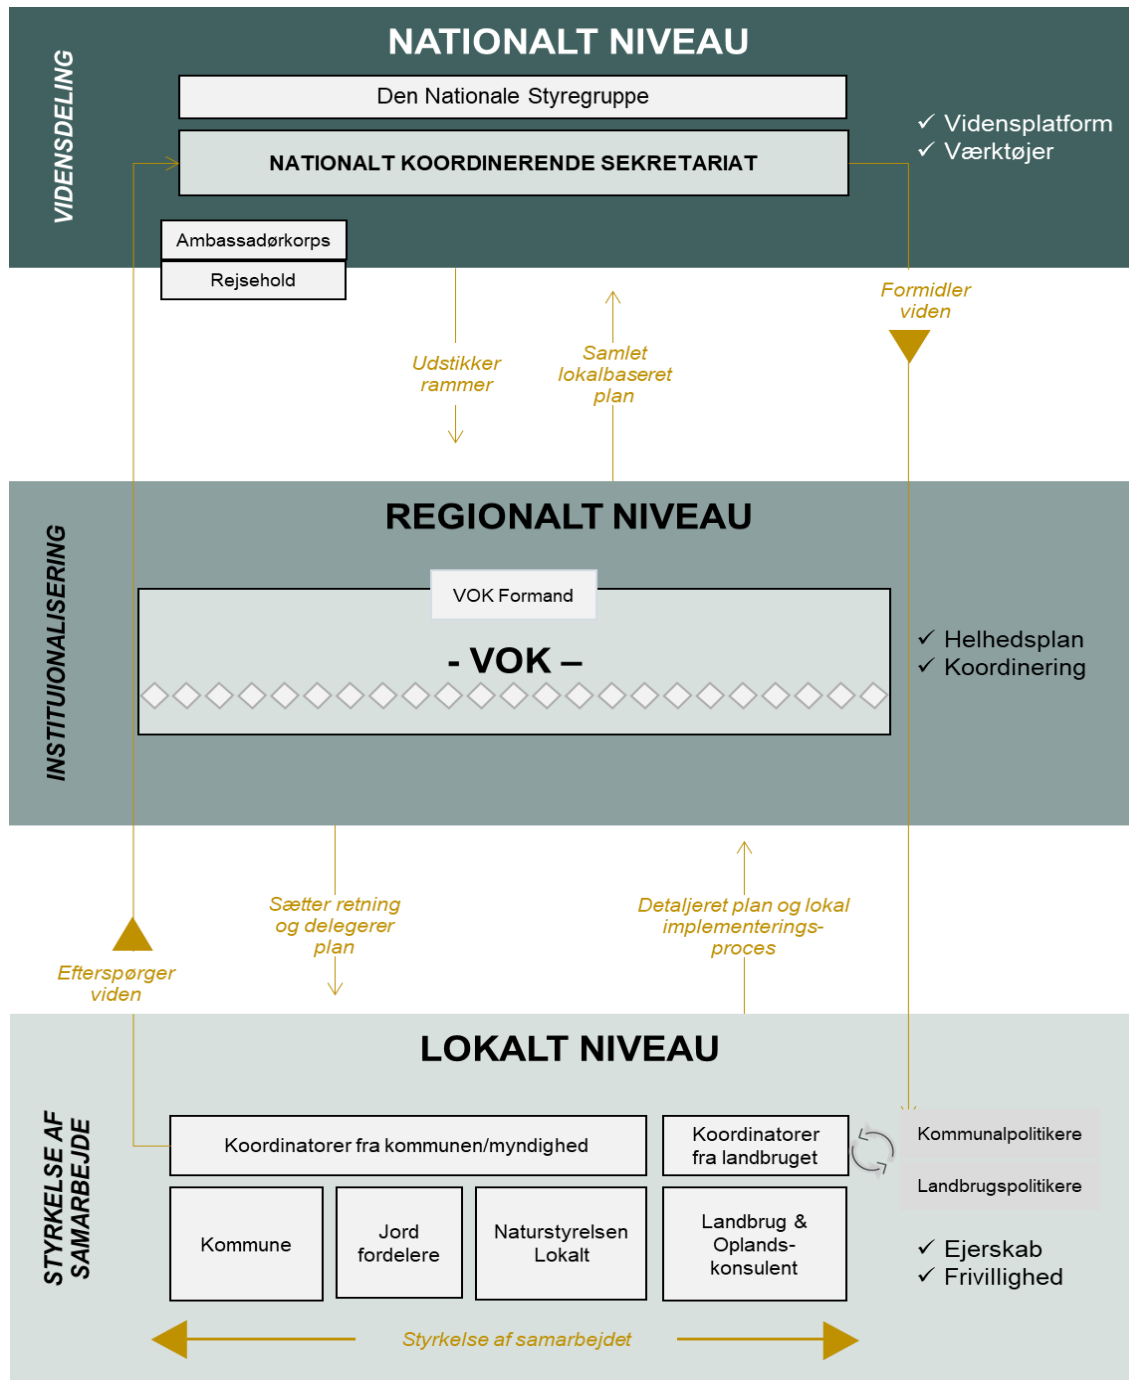 NATIONALT NIVEAU
VIDENSDELING
Den Nationale Styregruppe
NATIONALT KOORDINERENDE SEKRETARIAT
✓ Vidensplatform
✓ Værktøjer
Ambassadørkorps
Rejsehold
Udstikker
rammer
Samlet
lokalbaseret
plan
Formidler
viden
REGIONALT NIVEAU
INSTITUIONALISERING
VOK Formand
- VOK –
✓ Helhedsplan
✓ Koordinering
Efterspørger
viden
Sætter retning
og delegerer
plan
Detaljeret plan og lokal
implementerings-
proces
LOKALT NIVEAU
STYRKELSE AF
SAMARBEJDE
Koordinatorer fra kommunen/myndighed
Koordinatorer
fra landbruget
Kommunalpolitikere
Landbrugspolitikere
Kommune
Jord
fordelere
Naturstyrelsen
Lokalt
Landbrug &
Oplands-
konsulent
✓ Ejerskab
✓ Frivillighed
Styrkelse af samarbejdet